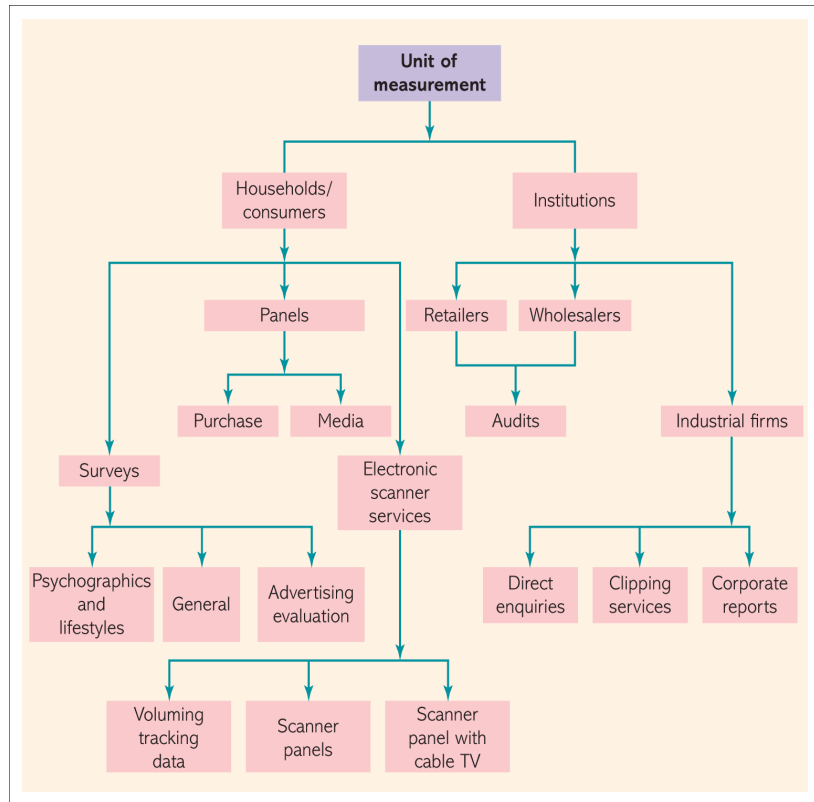 Unit of
measurement
Households/
consumers
Institutions
Panels
Retailers
Wholesalers
Purchase
Media
Audits
Industrial firms
Surveys
Electronic
scanner
services
Psychographics
and
lifestyles
General
Advertising
evaluation
Direct
enquiries
Clipping
services
Corporate
reports
Voluming
tracking
data
Scanner
panels
Scanner
panel with
cable TV